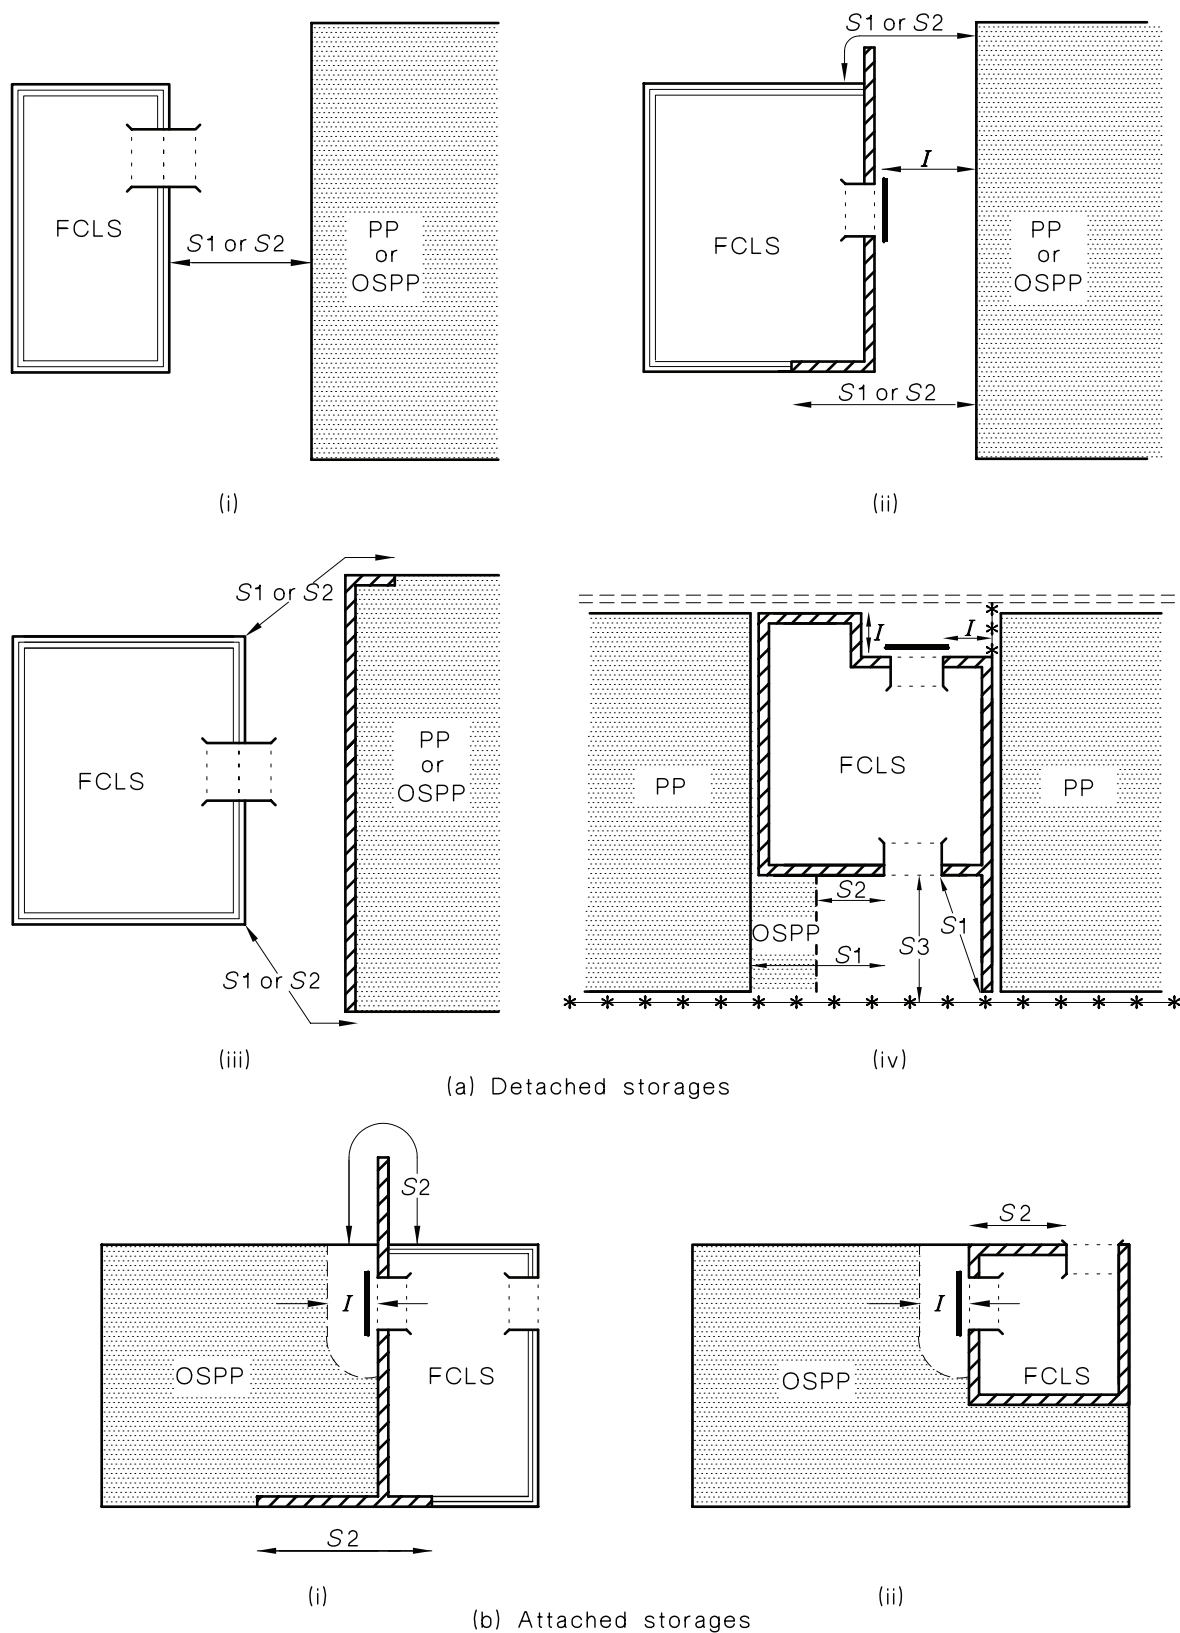 FCLS
S1 or S2
PP
or
OSPP
(i)
S1 or S2
I
FCLS
PP
or
OSPP
S1 or S2
(ii)
S1 or S2
FCLS
PP
or
OSPP
S1 or S2
(iii)
I
I
PP
FCLS
PP
S2
OSPP
S1
S3
S1
(iv)
(a) Detached storages
S2
I
OSPP
FCLS
S2
(i)
S2
I
OSPP
FCLS
(ii)
(b) Attached storages